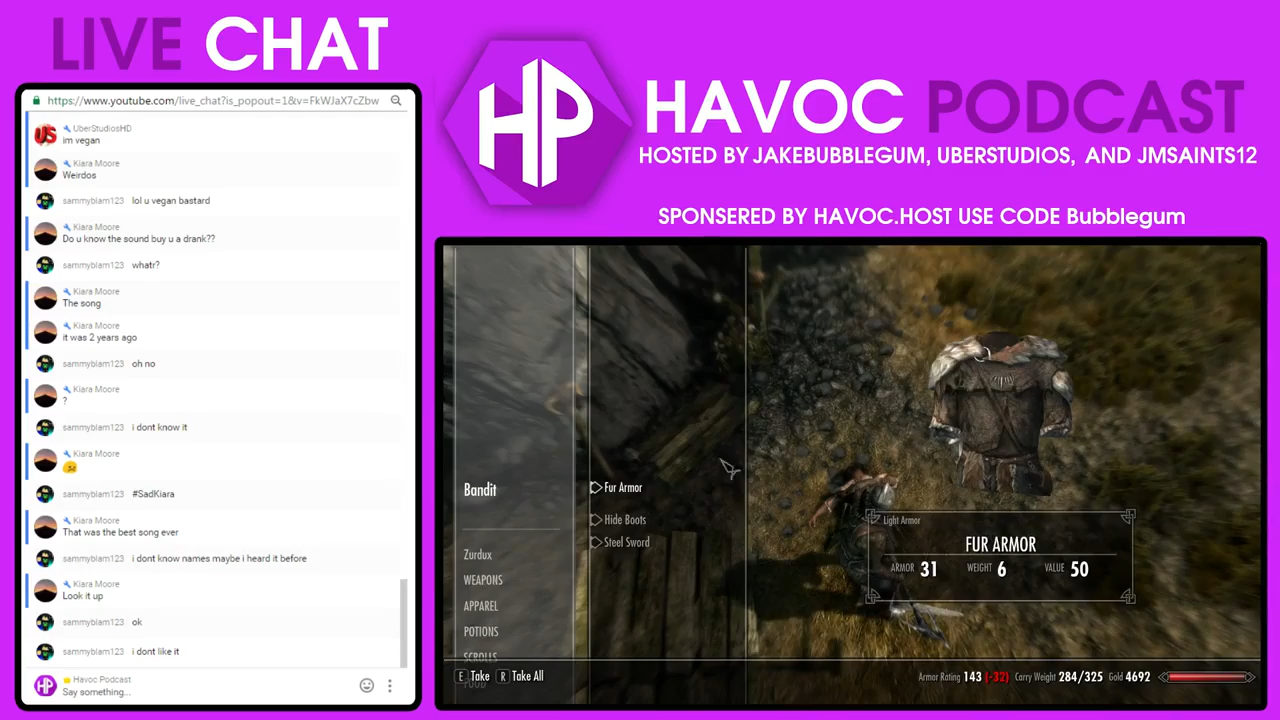 LIVE CHAT
https://www.youtube.com/live_chat?is_popout=1&v=FkWJaX7cZbw
UberStudiosHD
im vegan
Kiara Moore
Weirdos
sammyblam123 lol u vegan bastard
Kiara Moore
Do u know the sound buy u a drank??
sammyblam123 whatr?
Kiara Moore
The song
Kiara Moore
it was 2 years ago
sammyblam123 oh no
Kiara Moore
?
sammyblam123 i dont know it
Kiara Moore
sammyblam123 #SadKiara
Kiara Moore
That was the best song ever
sammyblam123 i dont know names maybe i heard it before
Kiara Moore
Look it up
sammyblam123 ok
sammyblam123 i dont like it
Havoc Podcast
Say something...
HP
HP
HAVOC PODCAST
HOSTED BY JAKEBUBBLEGUM, UBERSTUDIOS, AND JMSAINTS12
SPONSERED BY HAVOC.HOST USE CODE Bubblegum
Bandit
Zurdux
WEAPONS
APPAREL
POTIONS
SCROLLS
FOOD
Fur Armor
Hide Boots
Steel Sword
Light Armor
FUR ARMOR
ARMOR 31 WEIGHT 6 VALUE 50
E Take R Take All
Armor Rating 143 (-32) Carry Weight 284/325 Gold 4692